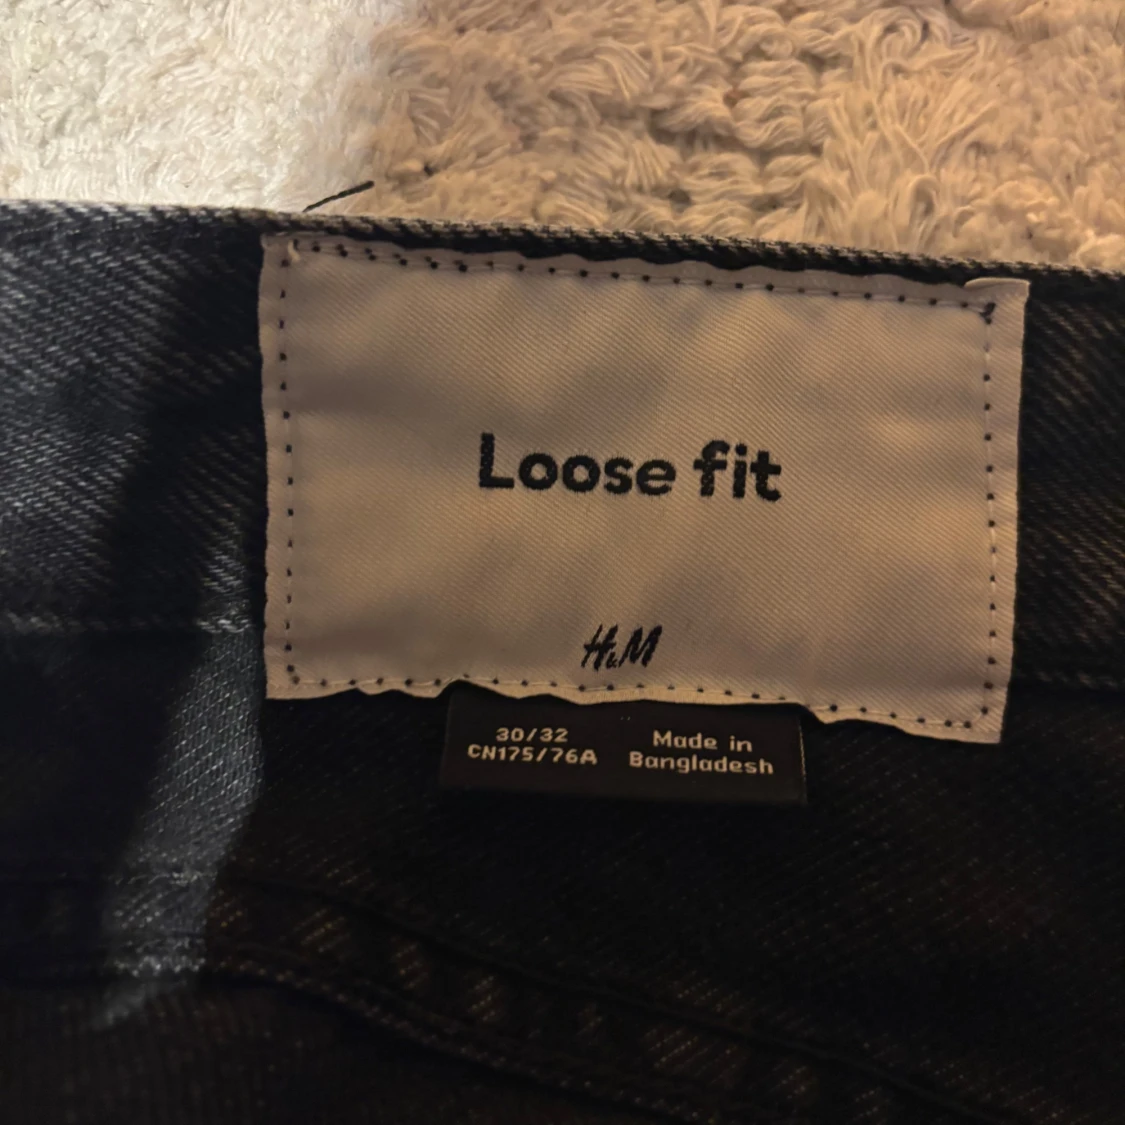 Loose fit
H&M
30/32
CN175/76A
Made in
Bangladesh